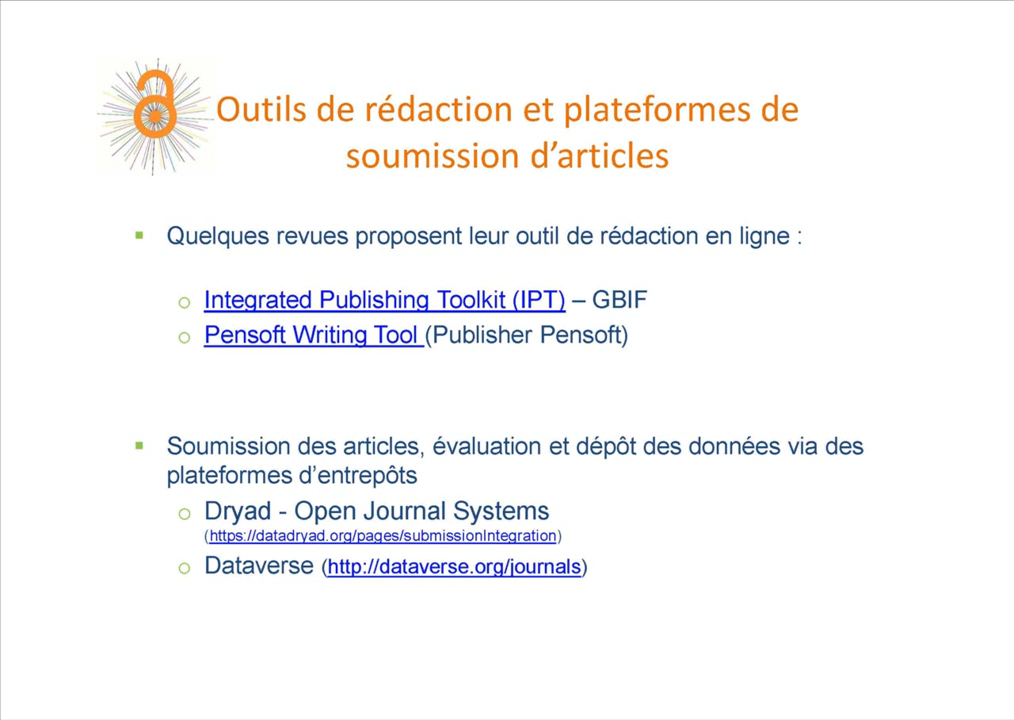 Outils de rédaction et plateformes de
soumission d’articles
▪ Quelques revues proposent leur outil de rédaction en ligne :
o Integrated Publishing Toolkit (IPT) – GBIF
o Pensoft Writing Tool (Publisher Pensoft)
▪ Soumission des articles, évaluation et dépôt des données via des
plateformes d’entrepôts
o Dryad - Open Journal Systems
(https://datadryad.org/pages/submissionIntegration)
o Dataverse (http://dataverse.org/journals)